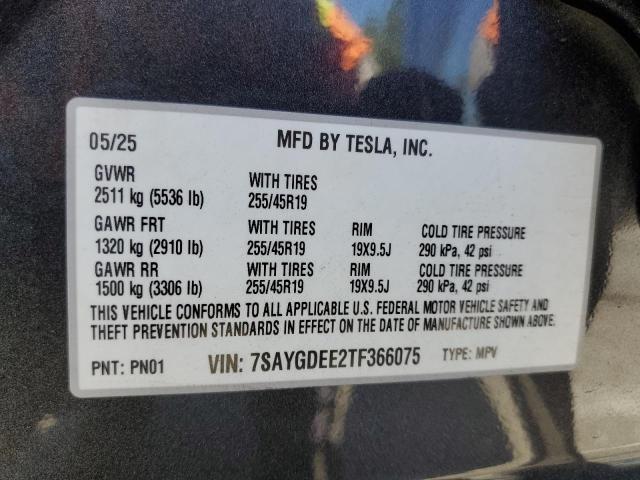 05/25 MFD BY TESLA, INC.
GVWR WITH TIRES
2511 kg (5536 lb) 255/45R19
GAWR FRT WITH TIRES RIM COLD TIRE PRESSURE
1320 kg (2910 lb) 255/45R19 19X9.5J 290 kPa, 42 psi
GAWR RR WITH TIRES RIM COLD TIRE PRESSURE
1500 kg (3306 lb) 255/45R19 19X9.5J 290 kPa, 42 psi
THIS VEHICLE CONFORMS TO ALL APPLICABLE U.S. FEDERAL MOTOR VEHICLE SAFETY AND
THEFT PREVENTION STANDARDS IN EFFECT ON THE DATE OF MANUFACTURE SHOWN ABOVE.
PNT: PN01 VIN: 7SAYGDEE2TF366075 TYPE: MPV